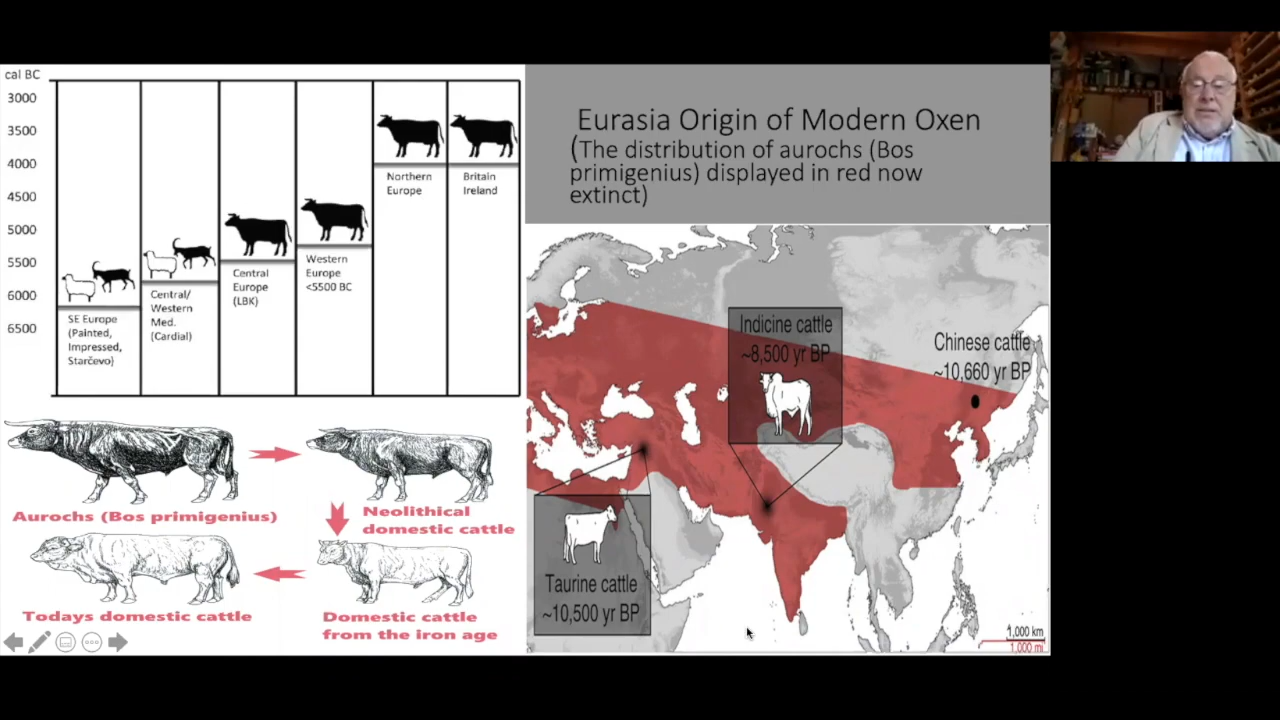 cal BC
3000
3500
4000
4500
5000
5500
6000
6500
SE Europe
(Painted,
Impressed,
Starčevo)
Central/
Western
Med.
(Cardial)
Central
Europe
(LBK)
Western
Europe
<5500 BC
Northern
Europe
Britain
Ireland
Aurochs (Bos primigenius)
Neolithical
domestic cattle
Todays domestic cattle
Domestic cattle
from the iron age
Eurasia Origin of Modern Oxen
(The distribution of aurochs (Bos
primigenius) displayed in red now
extinct)
Indicine cattle
~8,500 yr BP
Chinese cattle
~10,660 yr BP
Taurine cattle
~10,500 yr BP
1,000 km
1,000 mi